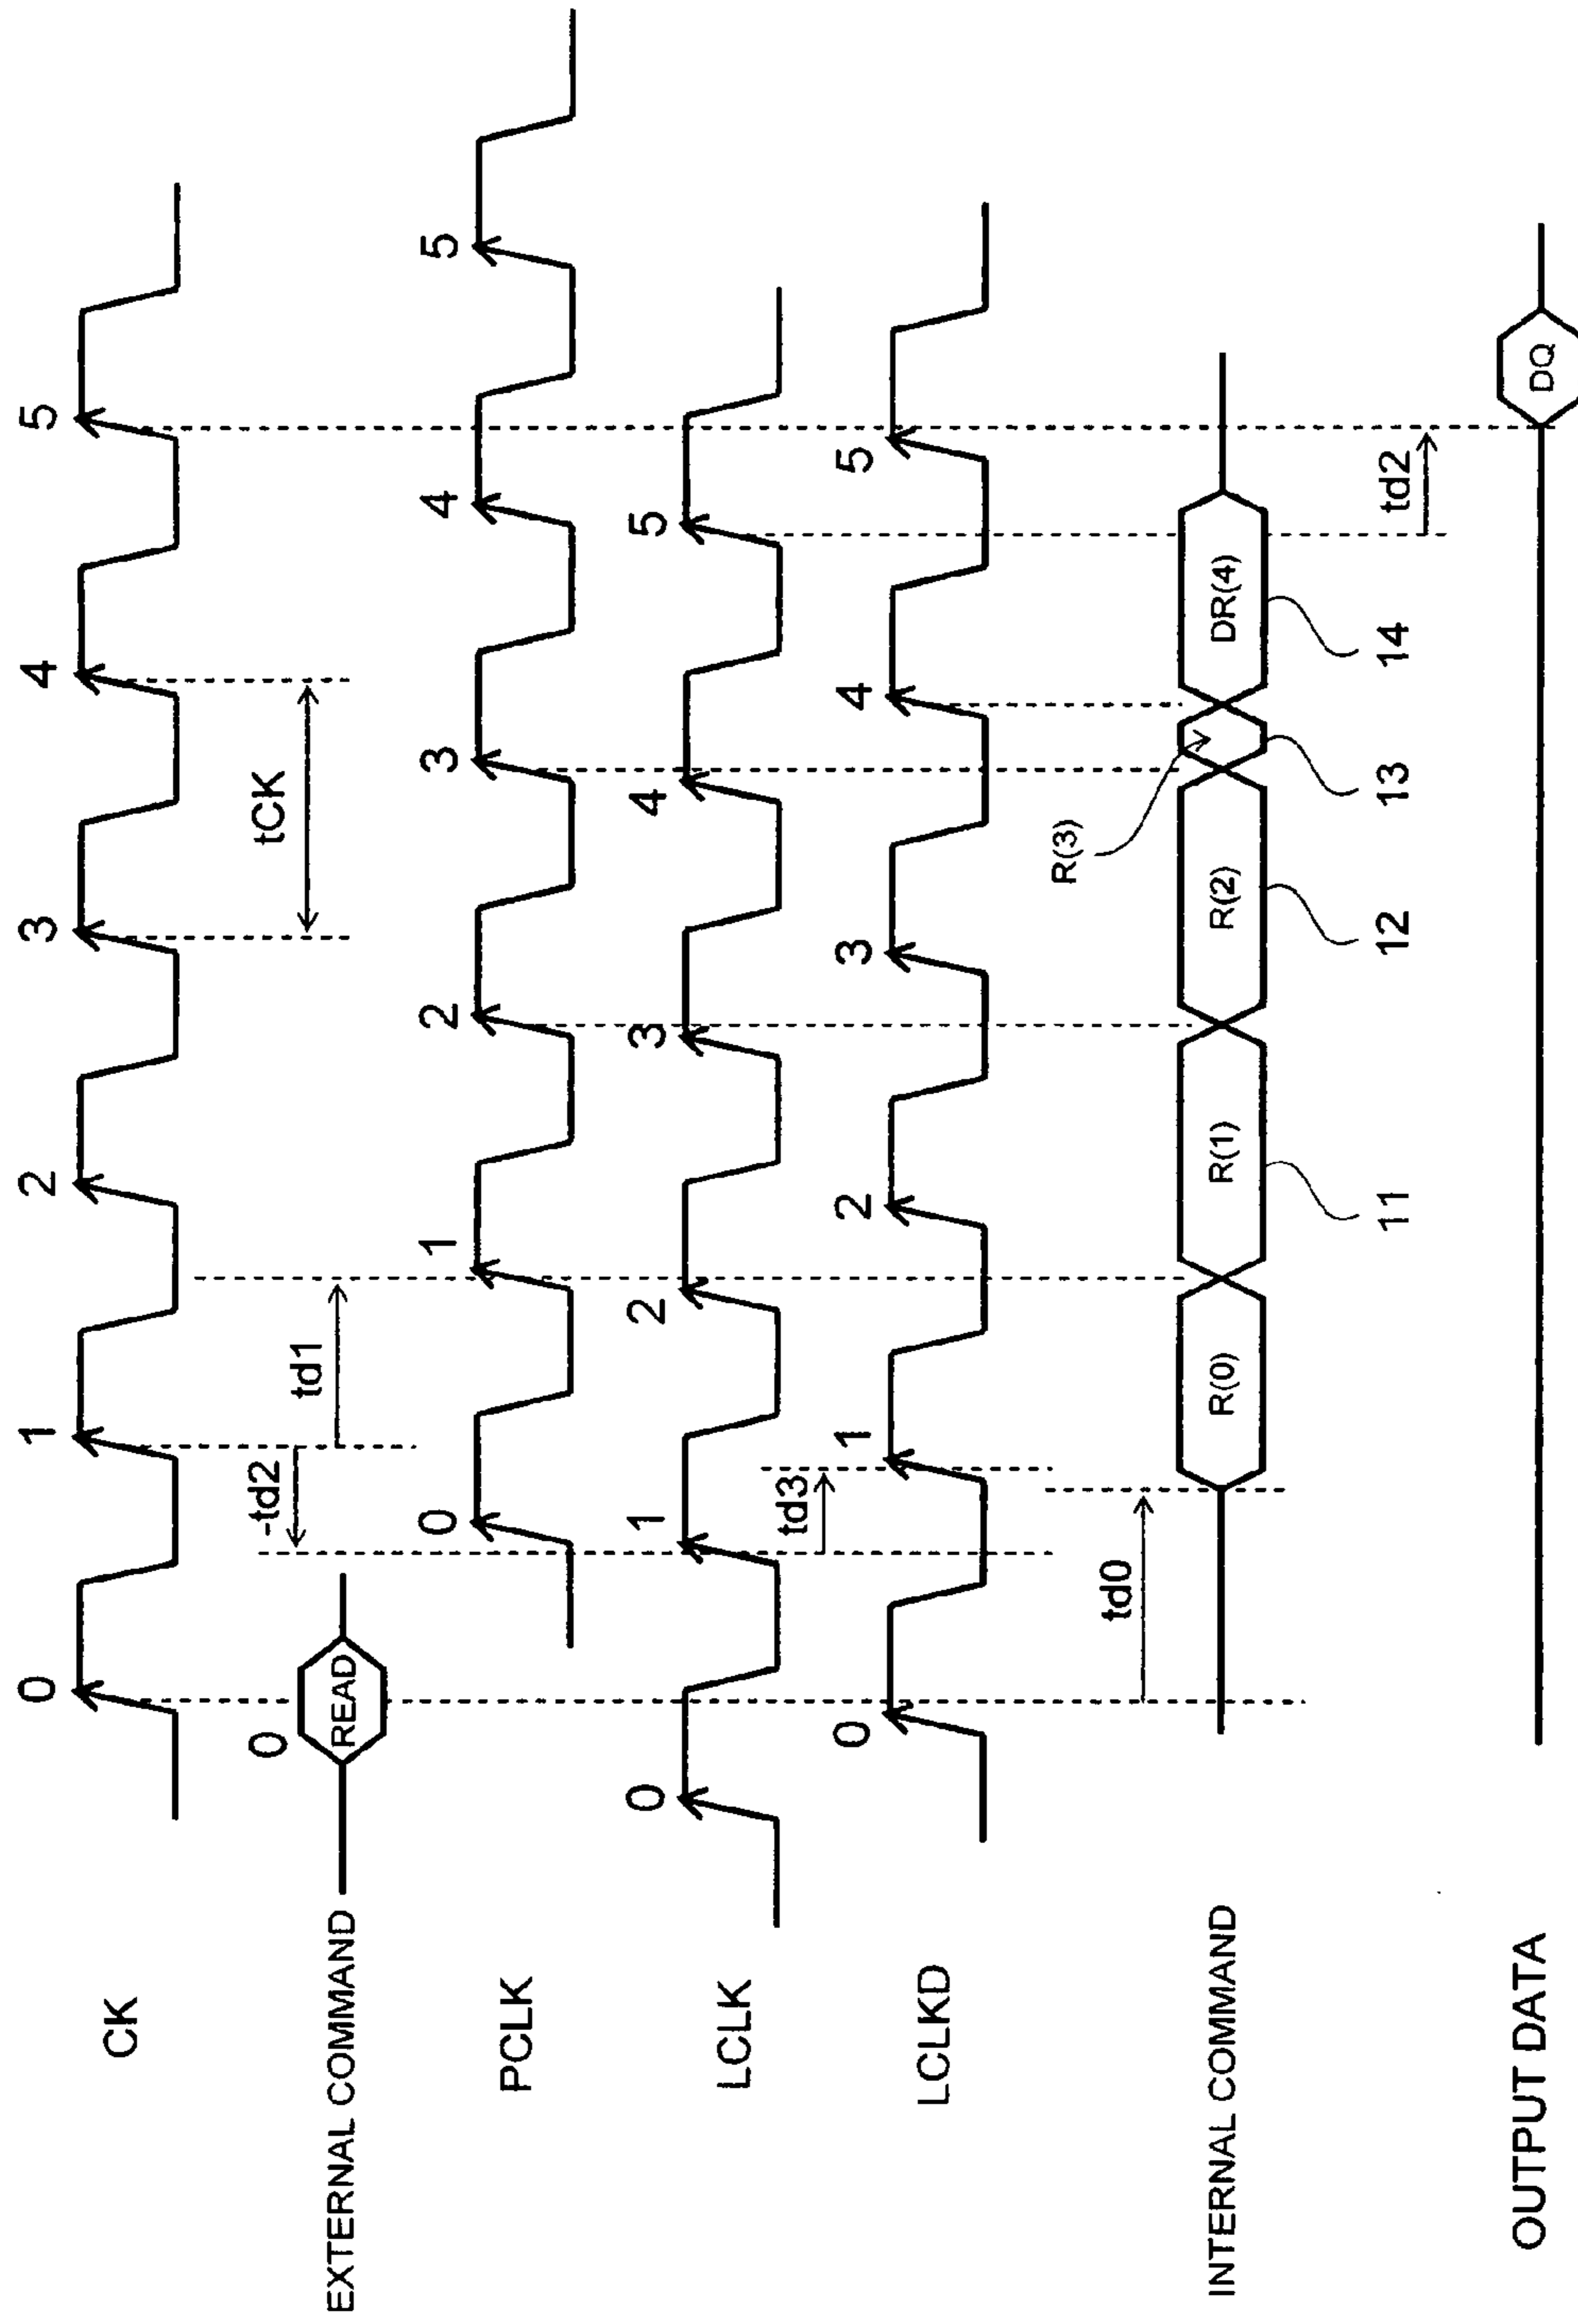 CK 0 1 2 3 4 5
tCK
-td2 td1
EXTERNAL COMMAND 0 READ
PCLK 0 1 2 3 4 5
LCLK 0 1 2 3 4 5
td3
LCLKD 0 1 2 3 4 5
td0
R(3)
INTERNAL COMMAND R(0) R(1) R(2) DR(4)
11 12 13 14
td2
OUTPUT DATA DQ